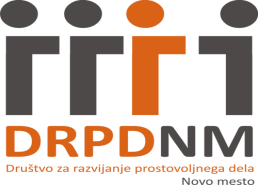 DRPDNM
Društvo za razvijanje prostovoljnega dela
Novo mesto